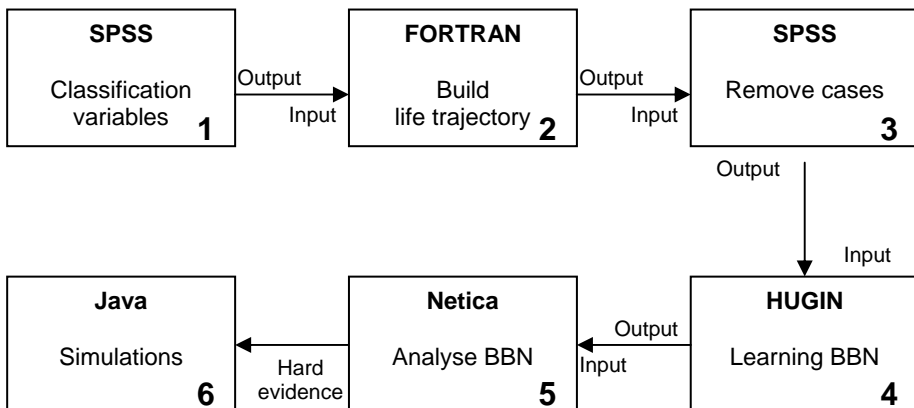 SPSS
Classification
variables
1
Output
Input
FORTRAN
Build
life trajectory
2
Output
Input
SPSS
Remove cases
3
Output
Input
HUGIN
Learning BBN
4
Output
Input
Netica
Analyse BBN
5
Hard
evidence
Java
Simulations
6